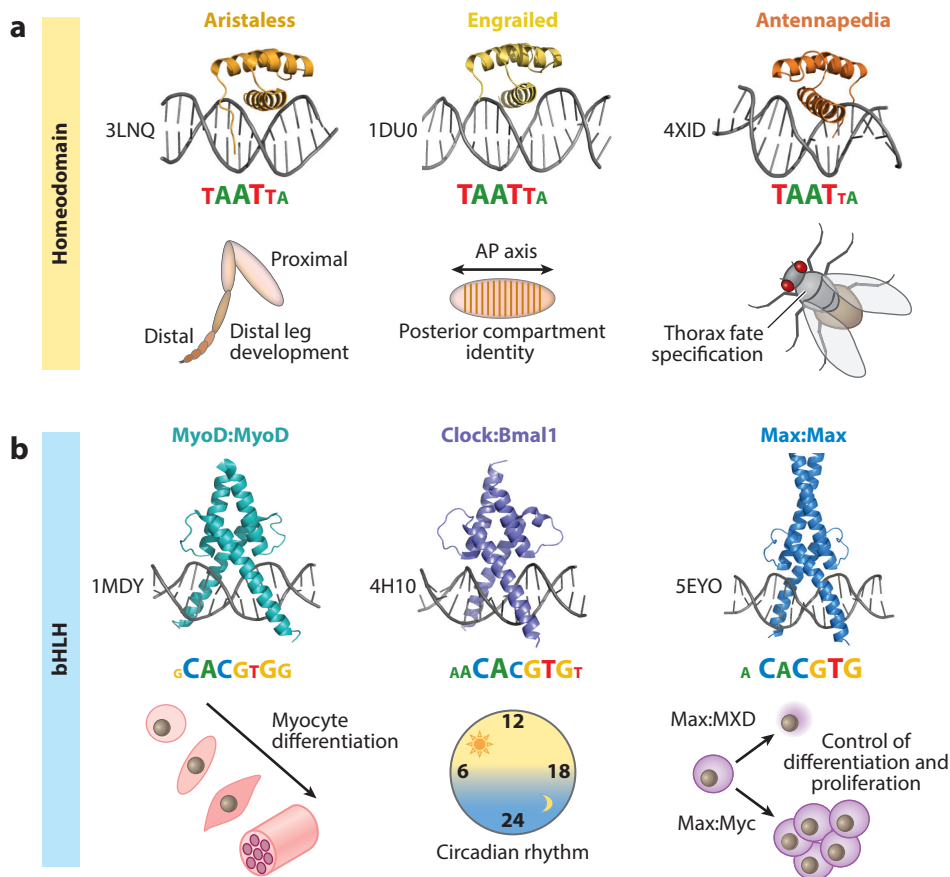 a
Homeodomain
Aristaless
Engrailed
Antennapedia
3LNQ
1DU0
4XID
TAATTA
TAATTA
TAATTA
Proximal
Distal
Distal leg
development
AP axis
Posterior compartment
identity
Thorax fate
specification
b
bHLH
MyoD:MyoD
Clock:Bmal1
Max:Max
1MDY
4H10
5EYO
GCACGTGG
AACACGTGT
A CACGTG
Myocyte
differentiation
12
6
18
24
Circadian rhythm
Max:MXD
Control of
differentiation and
proliferation
Max:Myc